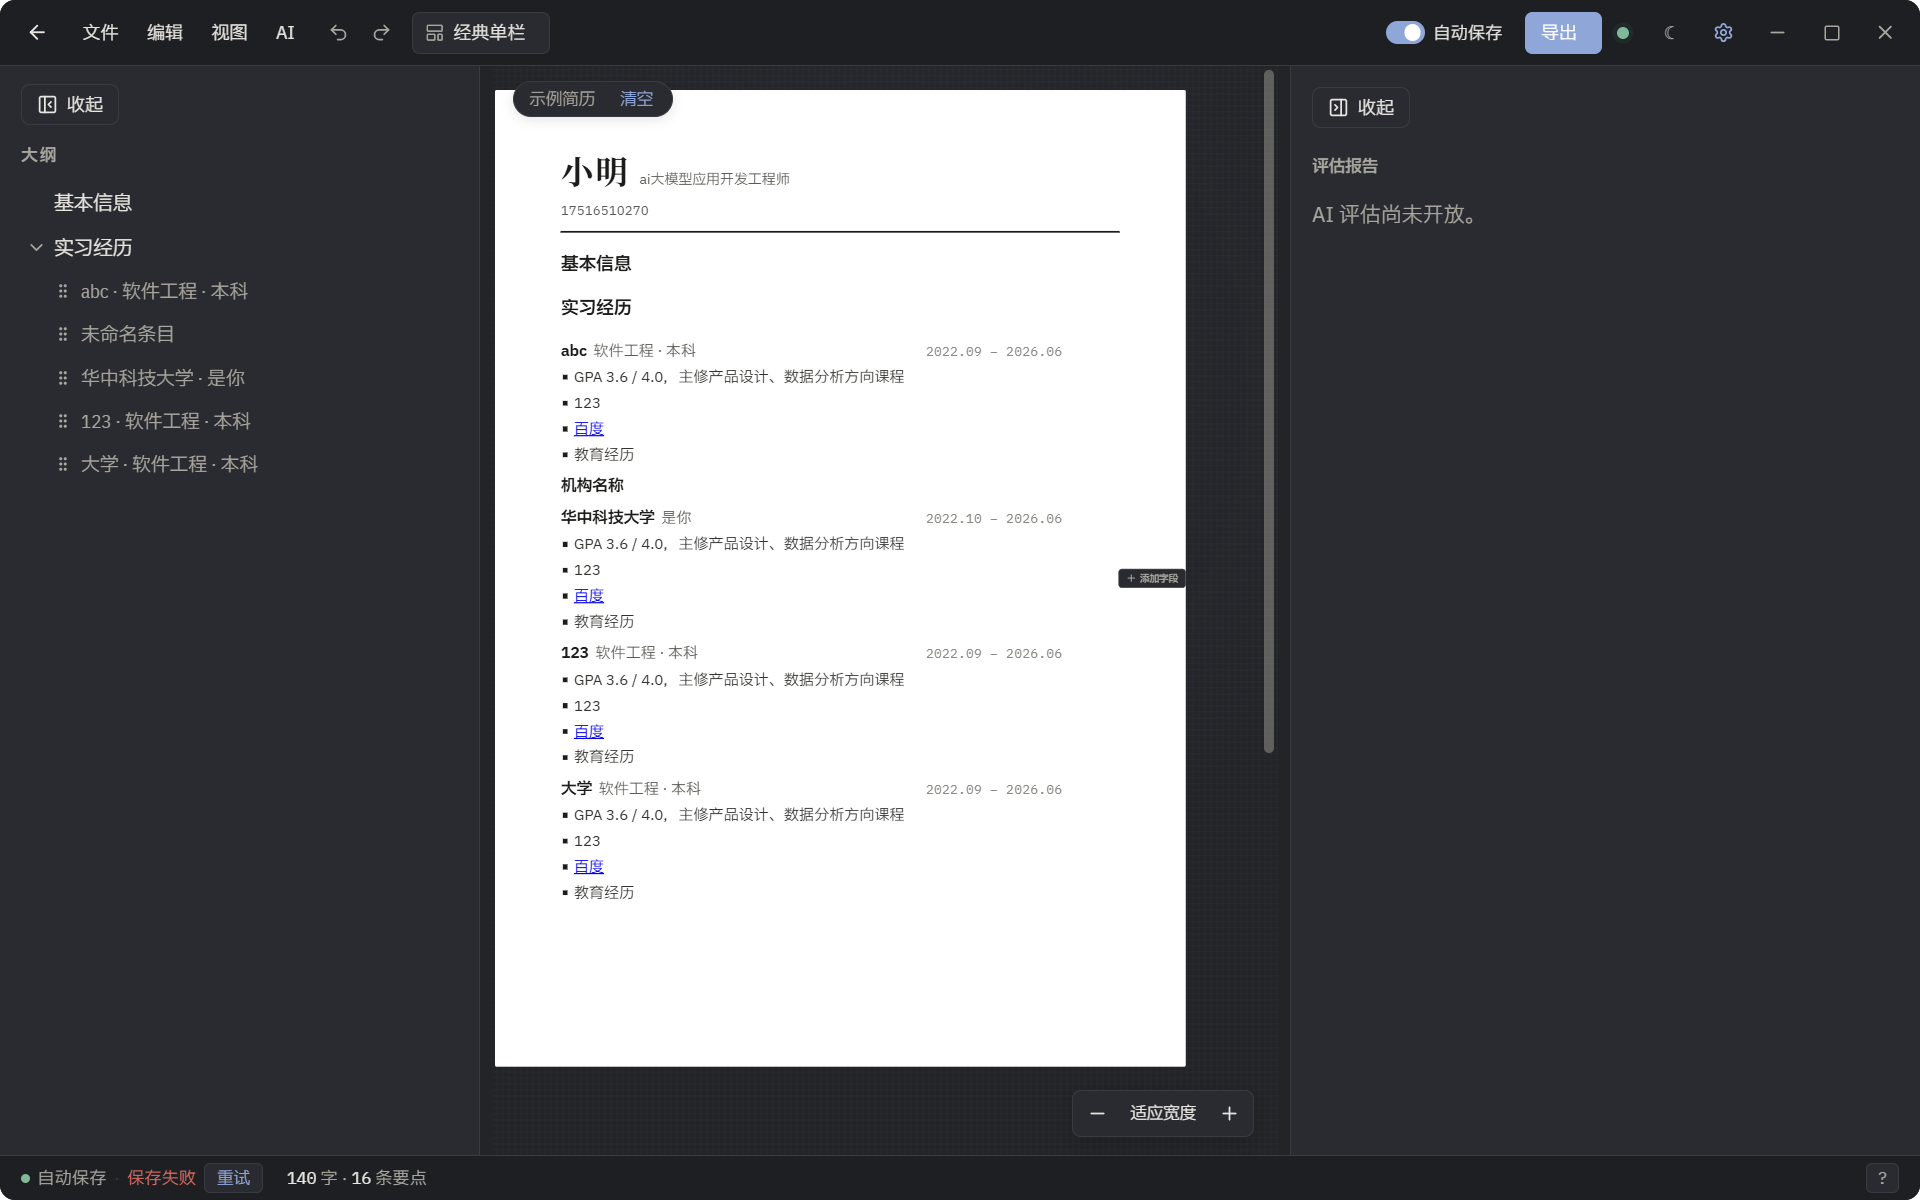 文件 编辑 视图 AI 经典单栏 自动保存 导出
收起
大纲
基本信息
实习经历
abc · 软件工程 · 本科
未命名条目
华中科技大学 · 是你
123 · 软件工程 · 本科
大学 · 软件工程 · 本科
示例简历 清空
小明 ai大模型应用开发工程师
17516510270
基本信息
实习经历
abc 软件工程 · 本科 2022.09 – 2026.06
▪ GPA 3.6 / 4.0，主修产品设计、数据分析方向课程
▪ 123
▪ 百度
▪ 教育经历
机构名称
华中科技大学 是你 2022.10 – 2026.06
▪ GPA 3.6 / 4.0，主修产品设计、数据分析方向课程
▪ 123
▪ 百度
▪ 教育经历
123 软件工程 · 本科 2022.09 – 2026.06
▪ GPA 3.6 / 4.0，主修产品设计、数据分析方向课程
▪ 123
▪ 百度
▪ 教育经历
大学 软件工程 · 本科 2022.09 – 2026.06
▪ GPA 3.6 / 4.0，主修产品设计、数据分析方向课程
▪ 123
▪ 百度
▪ 教育经历
+ 添加字段
− 适应宽度 +
收起
评估报告
AI 评估尚未开放。
自动保存 · 保存失败 重试 140 字 · 16 条要点 ?